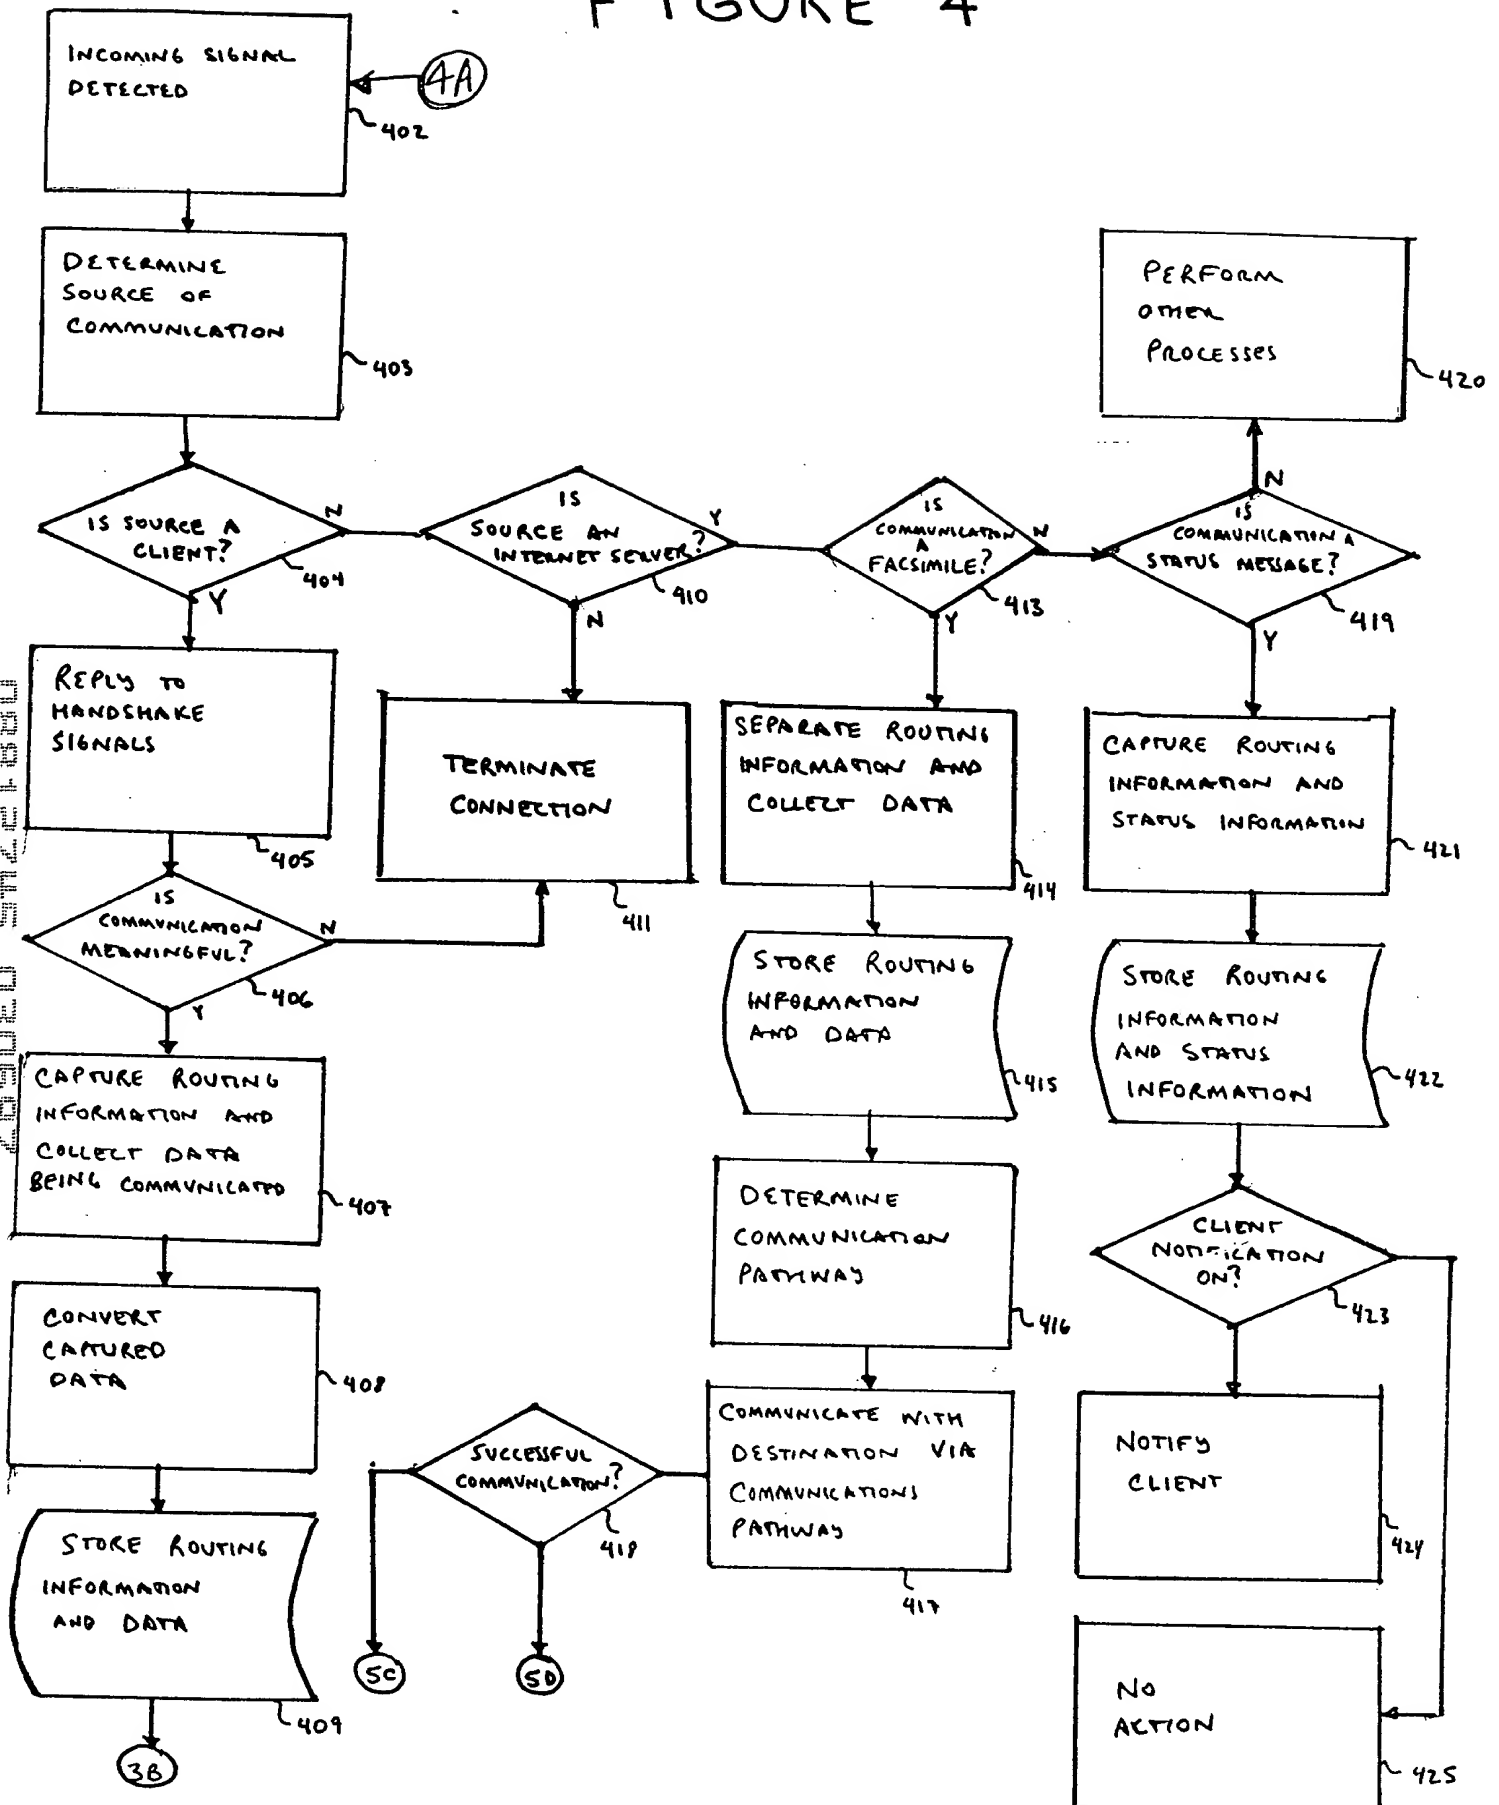 FIGURE 4
INCOMING SIGNAL
DETECTED
4A
402
DETERMINE
SOURCE OF
COMMUNICATION
403
PERFORM
OTHER
PROCESSES
420
IS SOURCE A
CLIENT?
N
404
Y
IS
SOURCE AN
INTERNET SERVER?
Y
410
N
IS
COMMUNICATION
A
FACSIMILE?
N
413
Y
N
IS
COMMUNICATION A
STATUS MESSAGE?
419
Y
REPLY TO
HANDSHAKE
SIGNALS
405
TERMINATE
CONNECTION
411
SEPARATE ROUTING
INFORMATION AND
COLLECT DATA
414
CAPTURE ROUTING
INFORMATION AND
STATUS INFORMATION
421
IS
COMMUNICATION
MEANINGFUL?
N
406
Y
STORE ROUTING
INFORMATION
AND DATA
415
STORE ROUTING
INFORMATION
AND STATUS
INFORMATION
422
CAPTURE ROUTING
INFORMATION AND
COLLECT DATA
BEING COMMUNICATED
407
DETERMINE
COMMUNICATION
PATHWAY
416
CLIENT
NOTIFICATION
ON?
423
CONVERT
CAPTURED
DATA
408
SUCCESSFUL
COMMUNICATION?
418
COMMUNICATE WITH
DESTINATION VIA
COMMUNICATIONS
PATHWAY
417
NOTIFY
CLIENT
424
STORE ROUTING
INFORMATION
AND DATA
409
5C
5D
NO
ACTION
425
3B